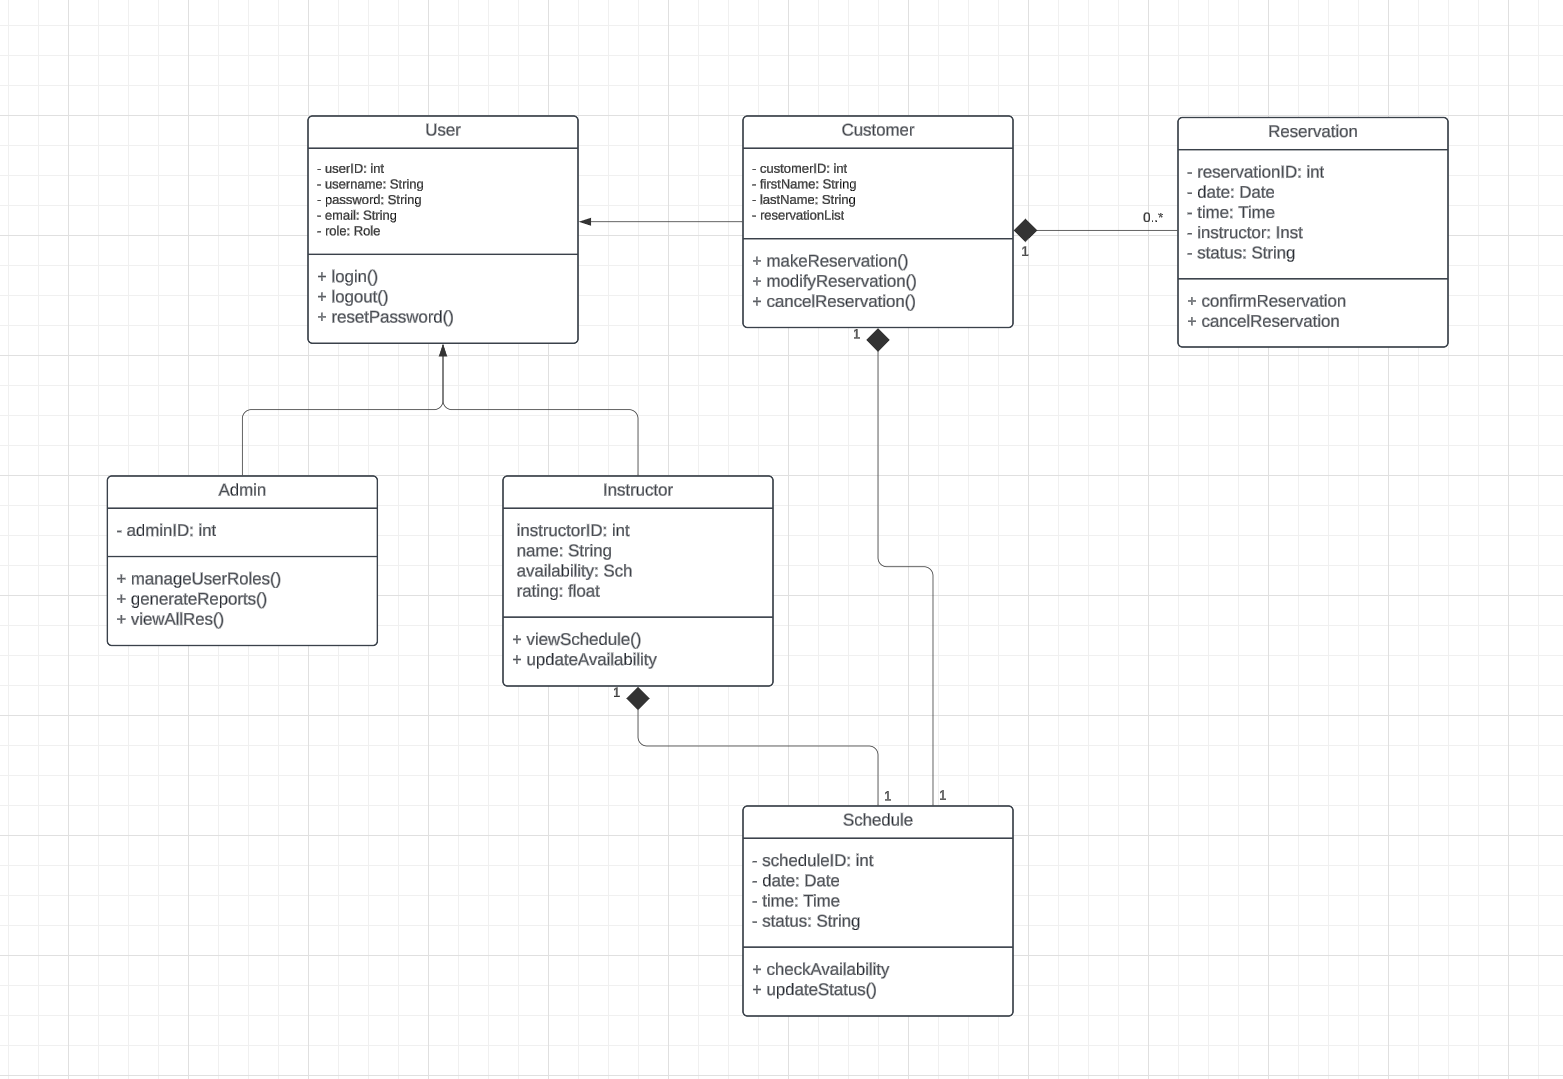 User
- userID: int
- username: String
- password: String
- email: String
- role: Role
+ login()
+ logout()
+ resetPassword()
Customer
- customerID: int
- firstName: String
- lastName: String
- reservationList
+ makeReservation()
+ modifyReservation()
+ cancelReservation()
1
0..*
1
Reservation
- reservationID: int
- date: Date
- time: Time
- instructor: Inst
- status: String
+ confirmReservation
+ cancelReservation
Admin
- adminID: int
+ manageUserRoles()
+ generateReports()
+ viewAllRes()
Instructor
instructorID: int
name: String
availability: Sch
rating: float
+ viewSchedule()
+ updateAvailability
1
1
1
Schedule
- scheduleID: int
- date: Date
- time: Time
- status: String
+ checkAvailability
+ updateStatus()